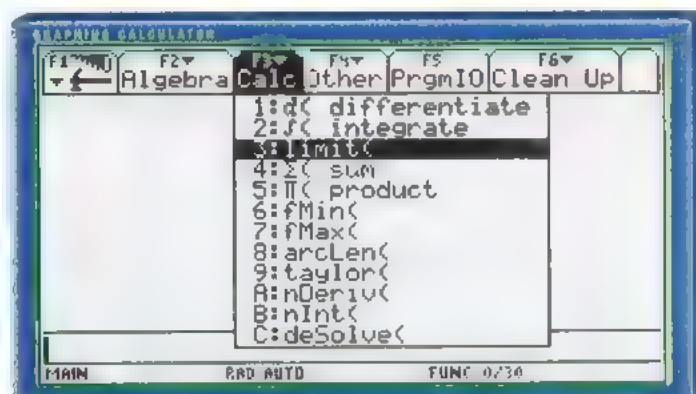 GRAPHING CALCULATOR
F1 F2 F3 F4 F5 F6
Algebra Calc Other PrgmIO Clean Up
1:d( differentiate
2:∫( integrate
3:limit(
4:Σ( sum
5:Π( product
6:fMin(
7:fMax(
8:arcLen(
9:taylor(
A:nDeriv(
B:nInt(
C:deSolve(
MAIN RAD AUTO FUNC 0/30